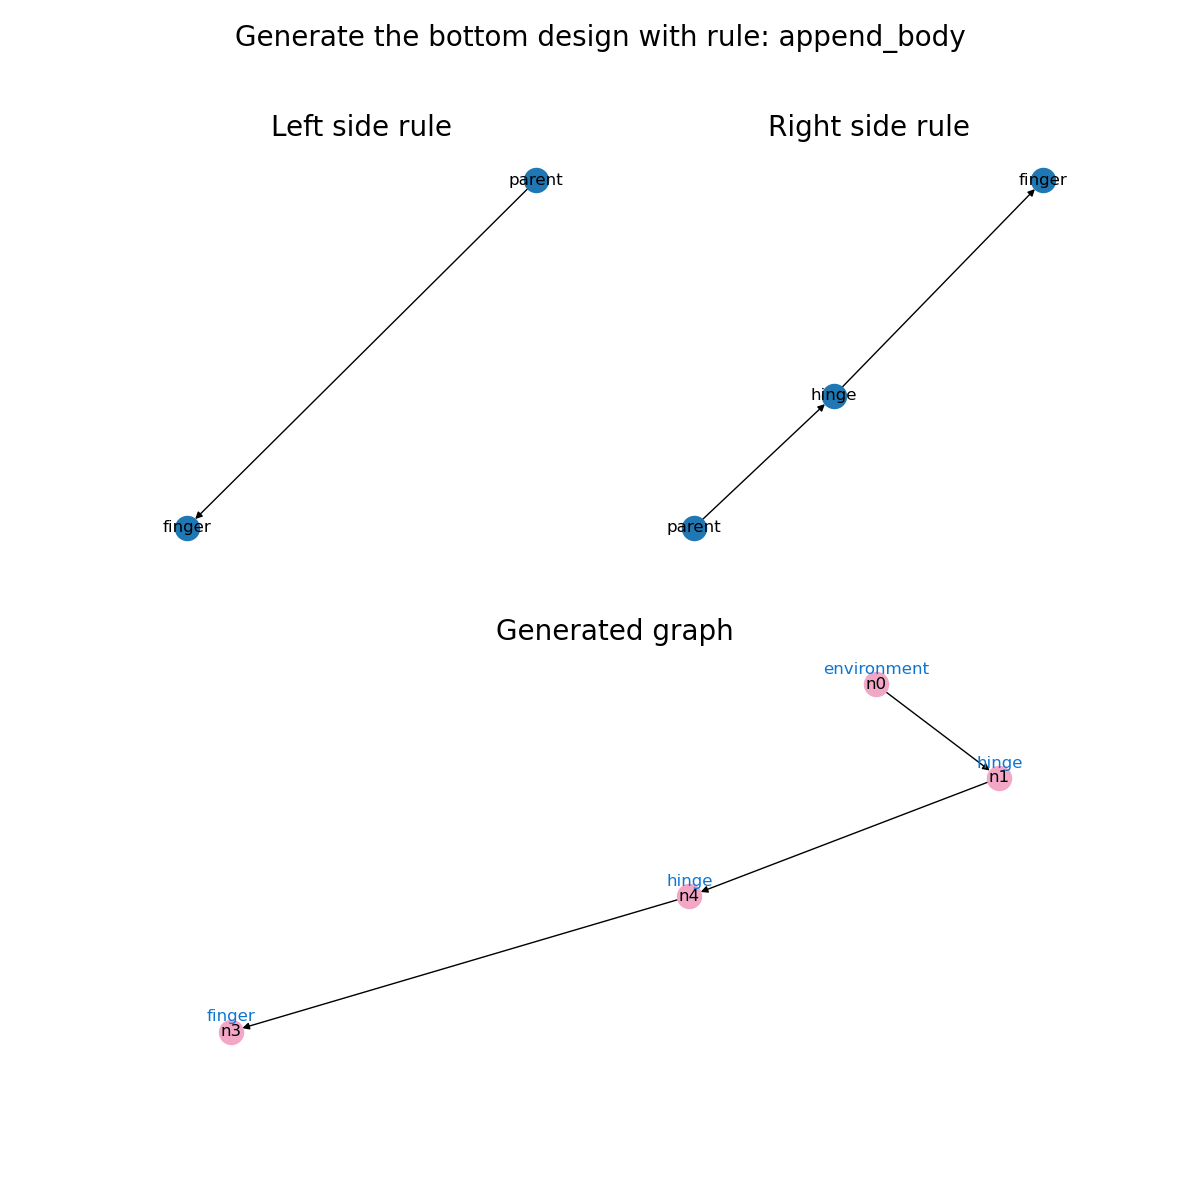 Generate the bottom design with rule: append_body
Left side rule
parent
finger
Right side rule
finger
hinge
parent
Generated graph
environment
n0
hinge
n1
hinge
n4
finger
n3